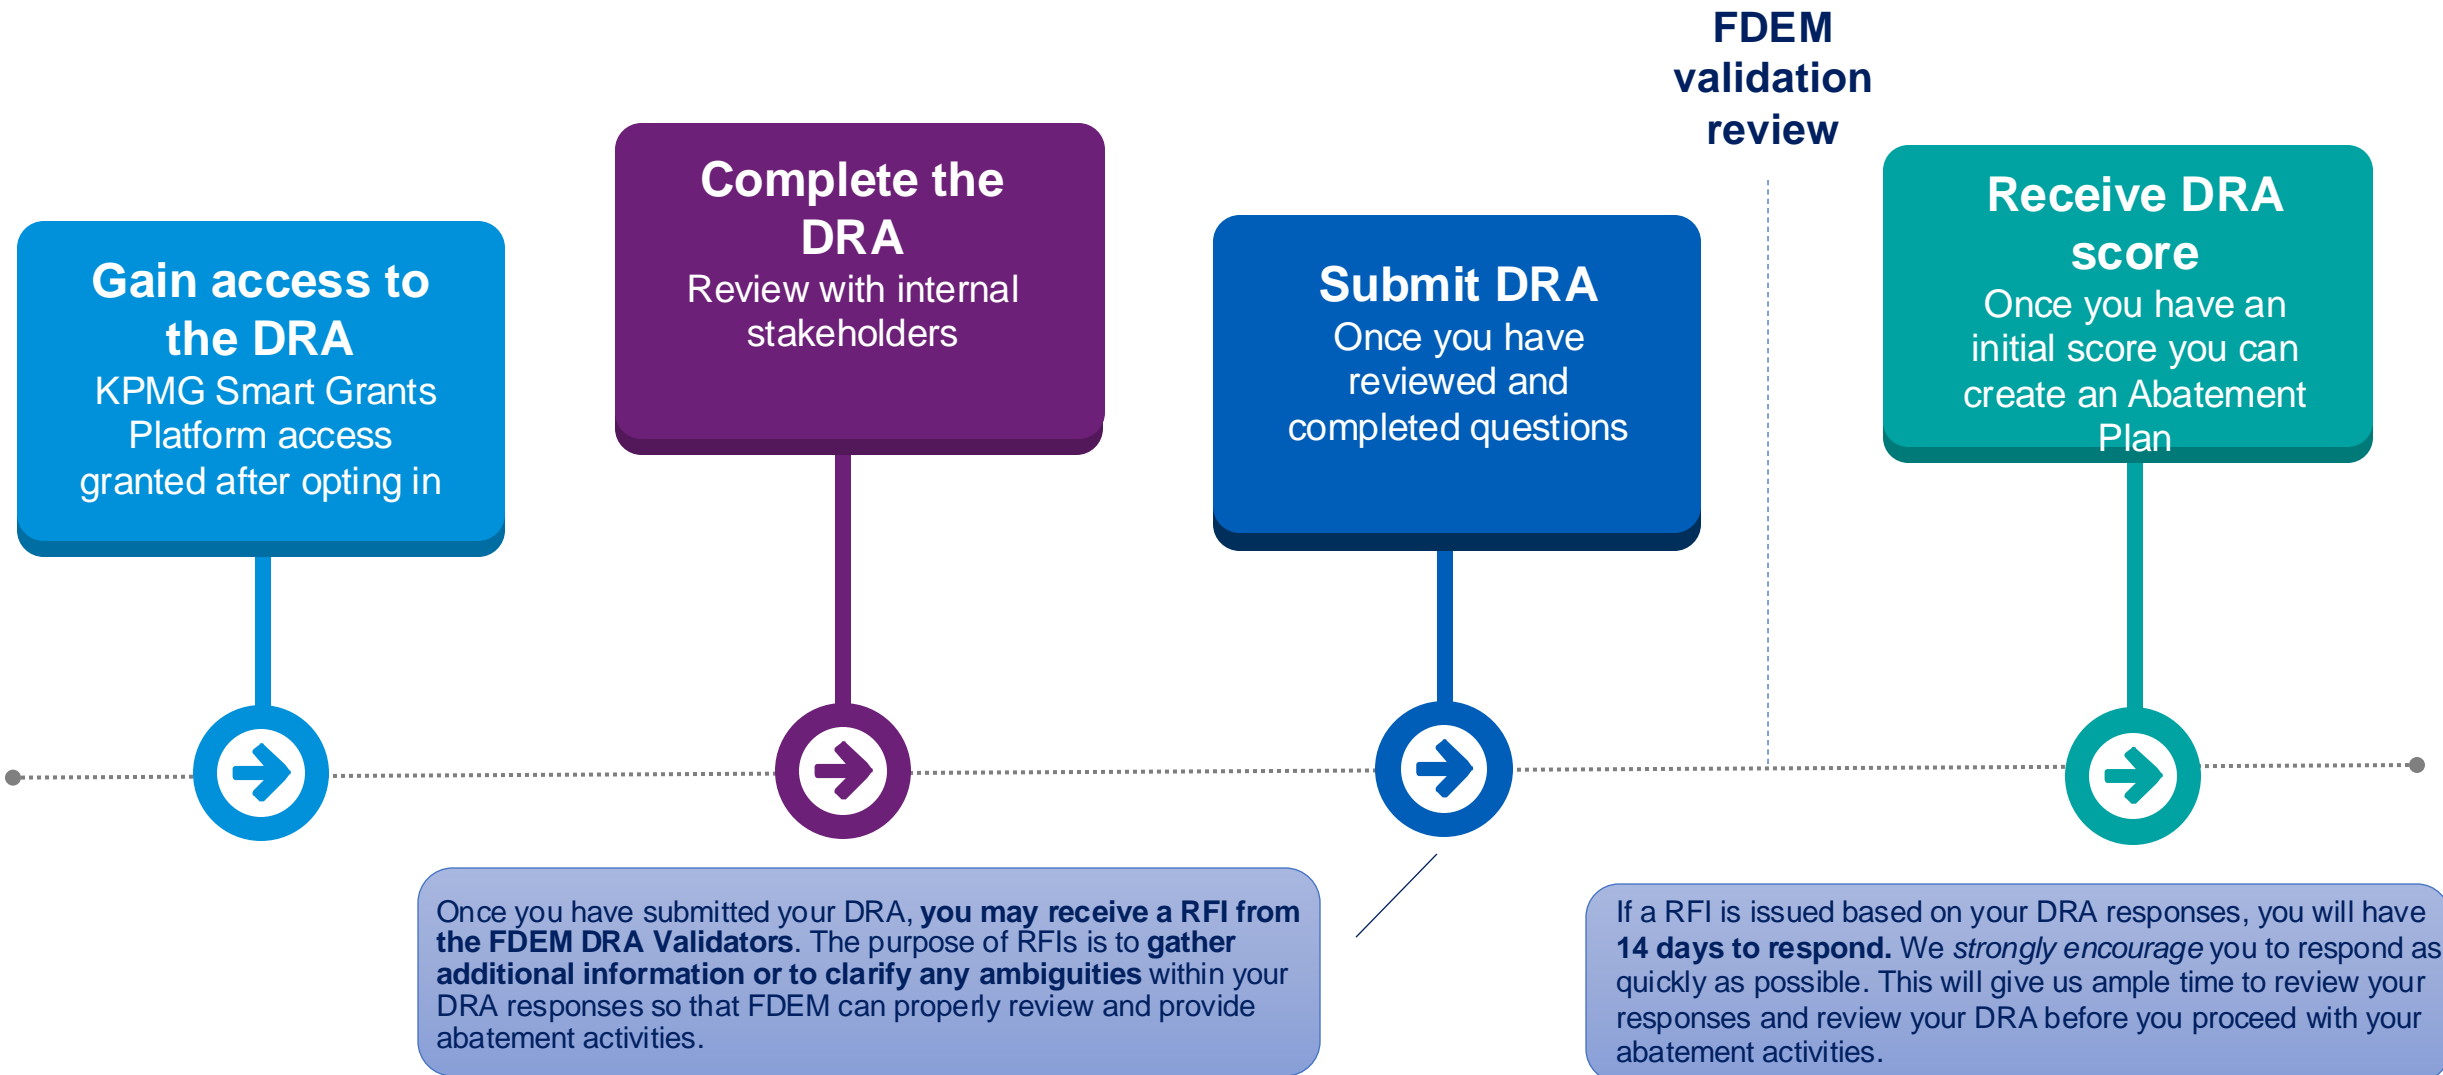 FDEM
validation
review
Gain access to
the DRA
KPMG Smart Grants
Platform access
granted after opting in
Complete the
DRA
Review with internal
stakeholders
Submit DRA
Once you have
reviewed and
completed questions
Receive DRA
score
Once you have an
initial score you can
create an Abatement
Plan
Once you have submitted your DRA, you may receive a RFI from
the FDEM DRA Validators. The purpose of RFIs is to gather
additional information or to clarify any ambiguities within your
DRA responses so that FDEM can properly review and provide
abatement activities.
If a RFI is issued based on your DRA responses, you will have
14 days to respond. We strongly encourage you to respond as
quickly as possible. This will give us ample time to review your
responses and review your DRA before you proceed with your
abatement activities.